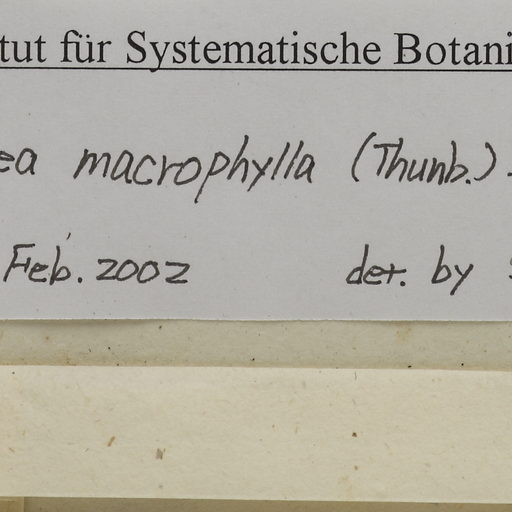 tut für Systematische Botani
ea macrophylla (Thunb.)
Feb. 2002 det. by